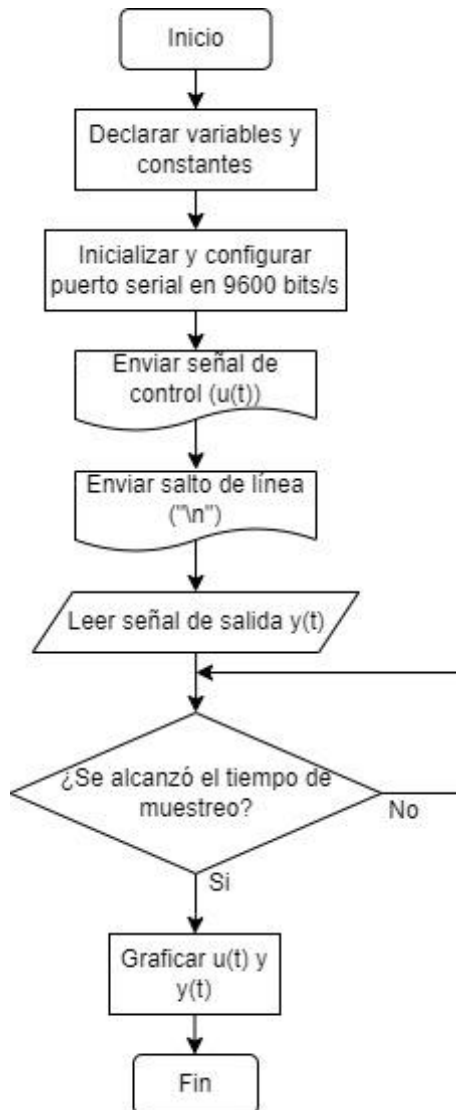 Inicio
Declarar variables y
constantes
Inicializar y configurar
puerto serial en 9600 bits/s
Enviar señal de
control (u(t))
Enviar salto de línea
("\n")
Leer señal de salida y(t)
¿Se alcanzó el tiempo de
muestreo?
No
Si
Graficar u(t) y
y(t)
Fin